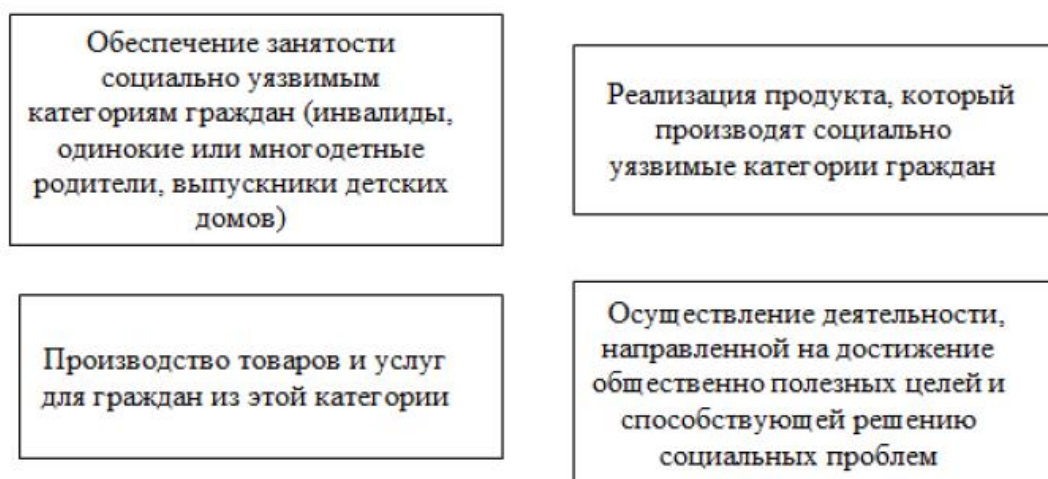 Обеспечение занятости
социально уязвимым
категориям граждан (инвалиды,
одинокие или многодетные
родители, выпускники детских
домов)
Реализация продукта, который
производят социально
уязвимые категории граждан
Производство товаров и услуг
для граждан из этой категории
Осуществление деятельности,
направленной на достижение
общественно полезных целей и
способствующей решению
социальных проблем